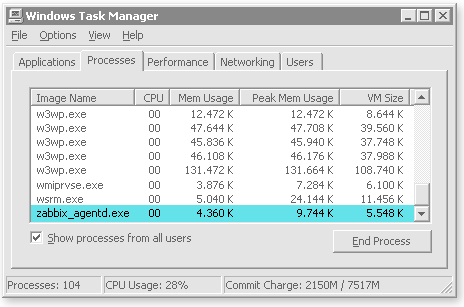 Windows Task Manager
File Options View Help
Applications Processes Performance Networking Users
Image Name CPU Mem Usage Peak Mem Usage VM Size
w3wp.exe 00 12.472 K 12.472 K 8.644 K
w3wp.exe 00 47.644 K 47.708 K 39.560 K
w3wp.exe 00 45.836 K 45.940 K 37.748 K
w3wp.exe 00 46.108 K 46.176 K 37.988 K
w3wp.exe 00 131.472 K 131.664 K 108.740 K
wmiprvse.exe 00 3.876 K 7.284 K 6.100 K
wsrm.exe 00 5.040 K 24.144 K 11.456 K
zabbix_agentd.exe 00 4.360 K 9.744 K 5.548 K
Show processes from all users
End Process
Processes: 104 CPU Usage: 28% Commit Charge: 2150M / 7517M